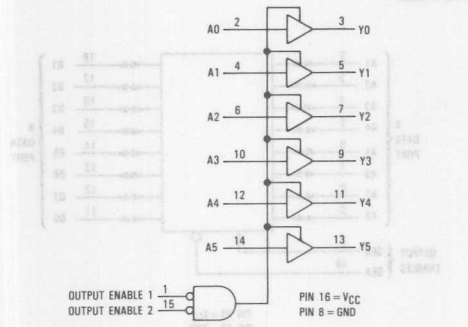 A0 2 3 Y0
A1 4 5 Y1
A2 6 7 Y2
A3 10 9 Y3
A4 12 11 Y4
A5 14 13 Y5
OUTPUT ENABLE 1 1
OUTPUT ENABLE 2 15
PIN 16 = VCC
PIN 8 = GND